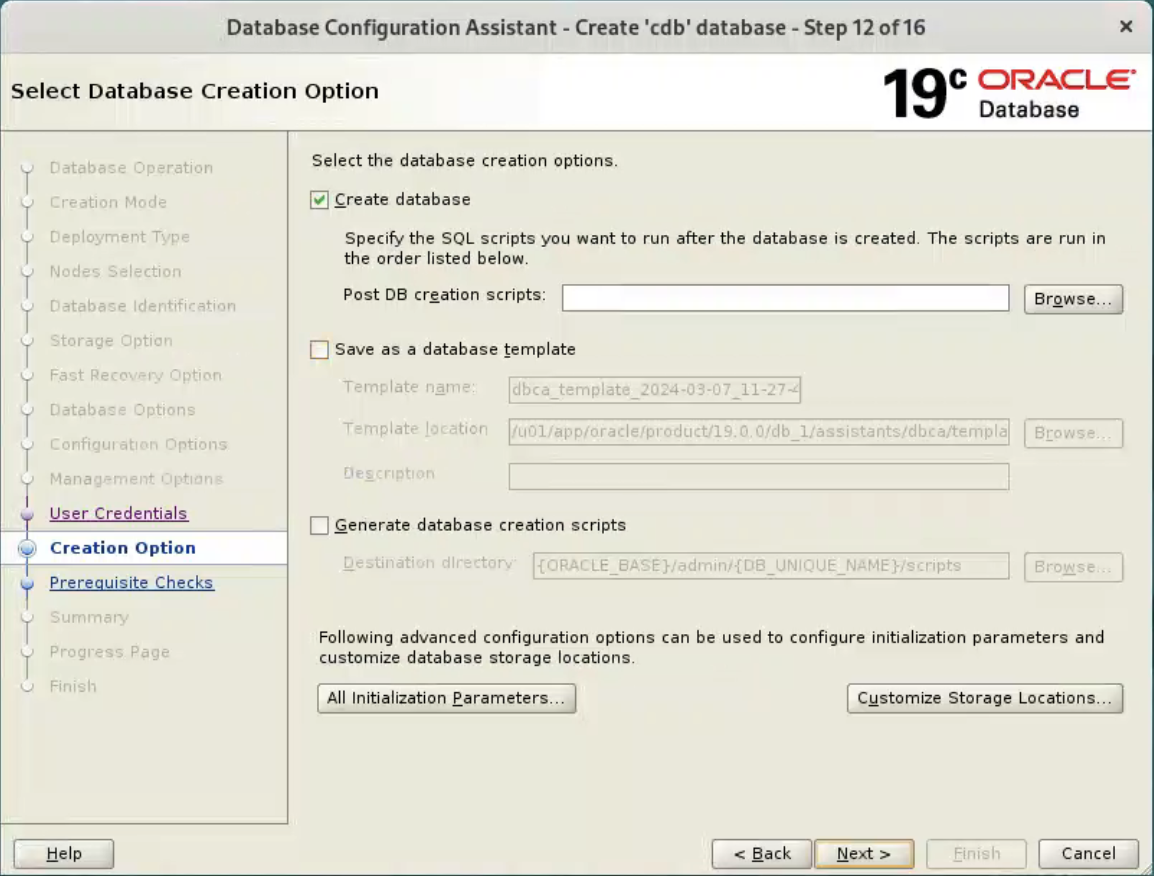 Database Configuration Assistant - Create 'cdb' database - Step 12 of 16
Select Database Creation Option
19c ORACLE
Database
Database Operation
Creation Mode
Deployment Type
Nodes Selection
Database Identification
Storage Option
Fast Recovery Option
Database Options
Configuration Options
Management Options
User Credentials
Creation Option
Prerequisite Checks
Summary
Progress Page
Finish
Select the database creation options.
Create database
Specify the SQL scripts you want to run after the database is created. The scripts are run in
the order listed below.
Post DB creation scripts:
Browse...
Save as a database template
Template name:
dbca_template_2024-03-07_11-27-4
Template location
/u01/app/oracle/product/19.0.0/db_1/assistants/dbca/templa
Browse...
Description
Generate database creation scripts
Destination directory:
{ORACLE_BASE}/admin/{DB_UNIQUE_NAME}/scripts
Browse...
Following advanced configuration options can be used to configure initialization parameters and
customize database storage locations.
All Initialization Parameters...
Customize Storage Locations...
Help
< Back
Next >
Finish
Cancel